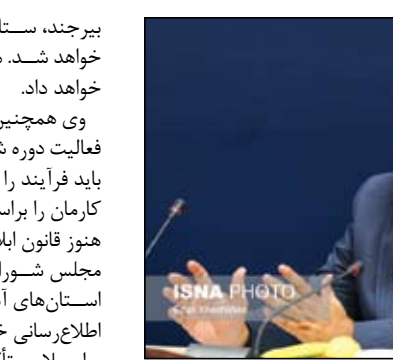 بیرجند، ســتا
خواهد شــد.
خواهد داد.
وی همچنین
فعالیت دوره
باید فرآیند را
کارمان را براس
هنوز قانون ابلا
مجلس شــورا
اســتان‌های
اطلاع‌رسانی
ISNA PHOTO